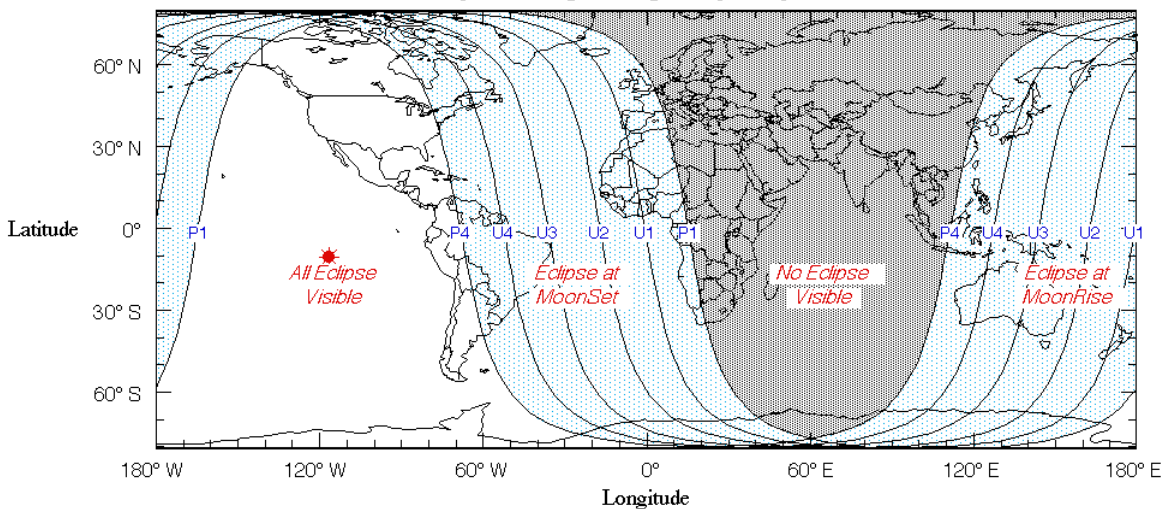 60° N
30° N
Latitude
0°
P1 P4 U4 U3 U2 U1 P1 P4 U4 U3 U2 U1
All Eclipse
Visible
Eclipse at
MoonSet
No Eclipse
Visible
Eclipse at
MoonRise
30° S
60° S
180° W 120° W 60° W 0° 60° E 120° E 180° E
Longitude